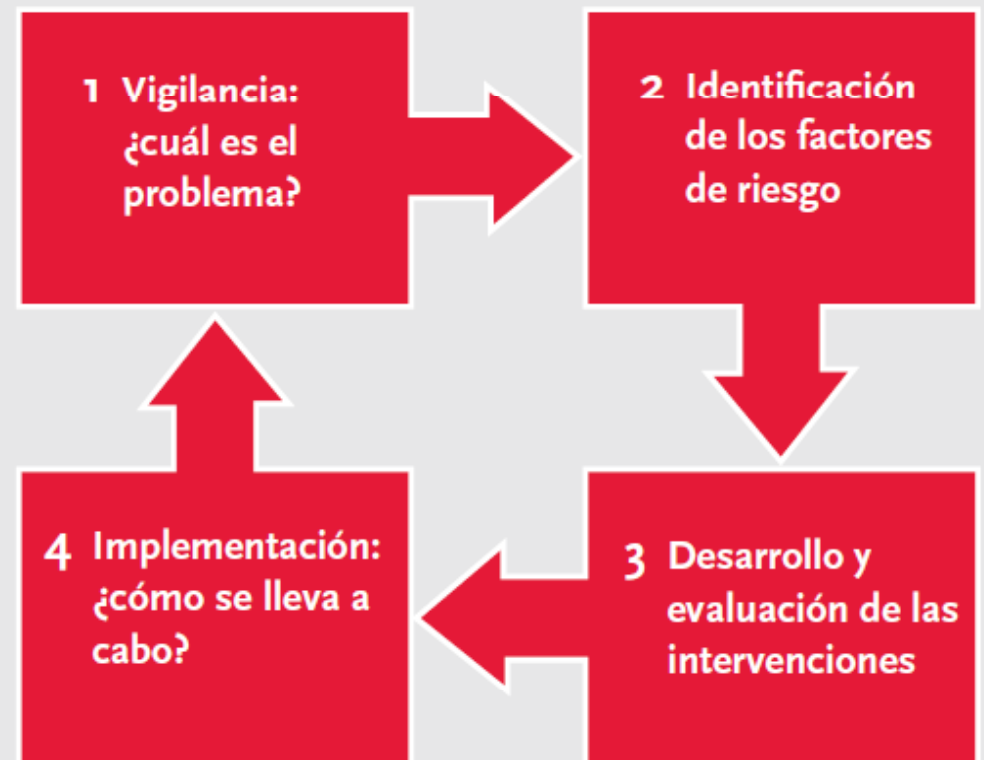 1 Vigilancia:
¿cuál es el
problema?
2 Identificación
de los factores
de riesgo
3 Desarrollo y
evaluación de las
intervenciones
4 Implementación:
¿cómo se lleva a
cabo?